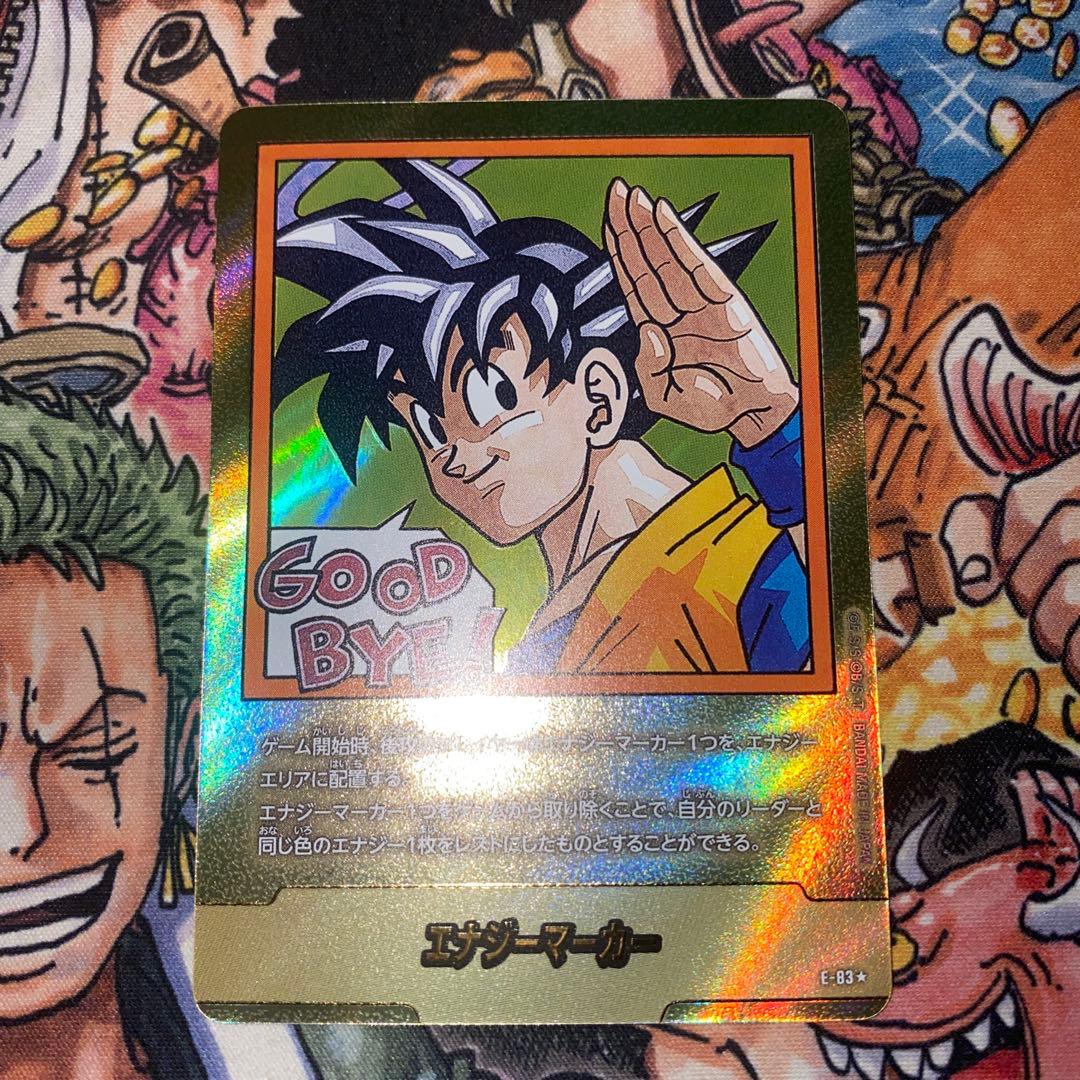 GOOD
BYE!
ゲーム開始時、後攻 エナジーマーカー1つを、エナジー
エリアに配置する。
エナジーマーカー1つをゲームから取り除くことで、自分のリーダーと
同じ色のエナジー1枚をレストにしたものとすることができる。
エナジーマーカー
E-83★
©B/S/S ©B/S/T BANDAI MADE IN JAPAN